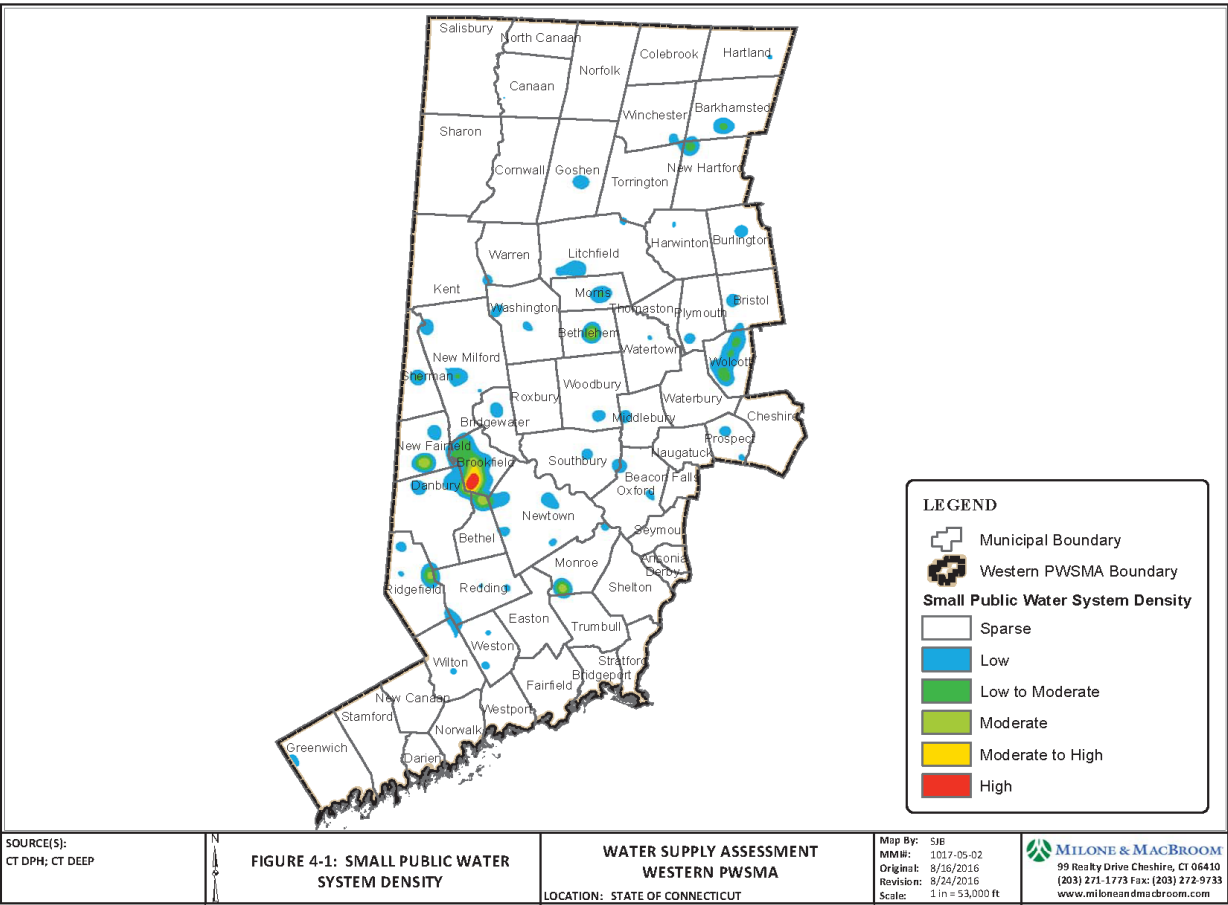 Salisbury
North Canaan
Colebrook
Hartland
Norfolk
Canaan
Winchester
Barkhamsted
Sharon
Cornwall
Goshen
New Hartford
Torrington
Harwinton
Burlington
Warren
Litchfield
Kent
Morris
Washington
Thomaston
Plymouth
Bristol
Bethlehem
Watertown
New Milford
Wolcott
Sherman
Woodbury
Roxbury
Waterbury
Bridgewater
Middlebury
Cheshire
Prospect
New Fairfield
Naugatuck
Brookfield
Southbury
Danbury
Beacon Falls
Oxford
Newtown
Seymour
Bethel
Ansonia
Monroe
Derby
Ridgefield
Redding
Shelton
Easton
Trumbull
Weston
Wilton
Stratford
Bridgeport
Fairfield
New Canaan
Westport
Stamford
Norwalk
Greenwich
Darien
LEGEND
Municipal Boundary
Western PWSMA Boundary
Small Public Water System Density
Sparse
Low
Low to Moderate
Moderate
Moderate to High
High
SOURCE(S):
CT DPH; CT DEEP
N
FIGURE 4-1: SMALL PUBLIC WATER
SYSTEM DENSITY
WATER SUPPLY ASSESSMENT
WESTERN PWSMA
LOCATION: STATE OF CONNECTICUT
Map By: SJB
MMI#: 1017-05-02
Original: 8/16/2016
Revision: 8/24/2016
Scale: 1 in = 53,000 ft
MILONE & MACBROOM
99 Realty Drive Cheshire, CT 06410
(203) 271-1773 Fax: (203) 272-9733
www.miloneandmacbroom.com